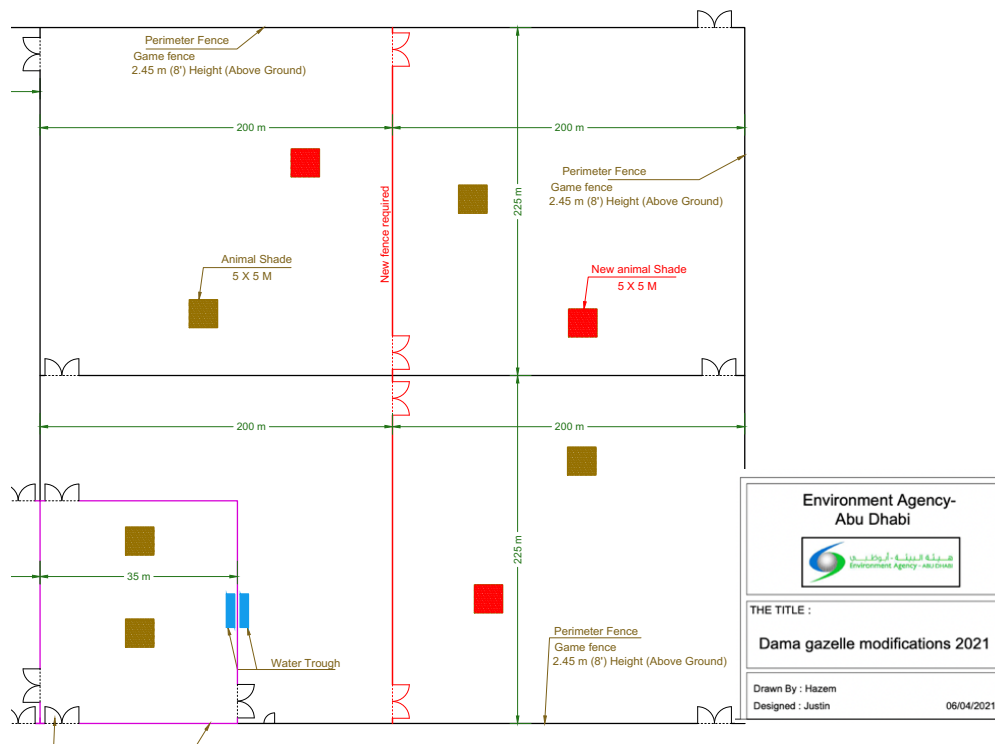 Perimeter Fence
Game fence
2.45 m (8') Height (Above Ground)
200 m
200 m
Perimeter Fence
Game fence
2.45 m (8') Height (Above Ground)
225 m
New fence required
Animal Shade
5 X 5 M
New animal Shade
5 X 5 M
200 m
200 m
225 m
35 m
Water Trough
Perimeter Fence
Game fence
2.45 m (8') Height (Above Ground)
Environment Agency-
Abu Dhabi
هيئة البيئة - أبوظبي
Environment Agency - ABU DHABI
THE TITLE :
Dama gazelle modifications 2021
Drawn By : Hazem
Designed : Justin
06/04/2021